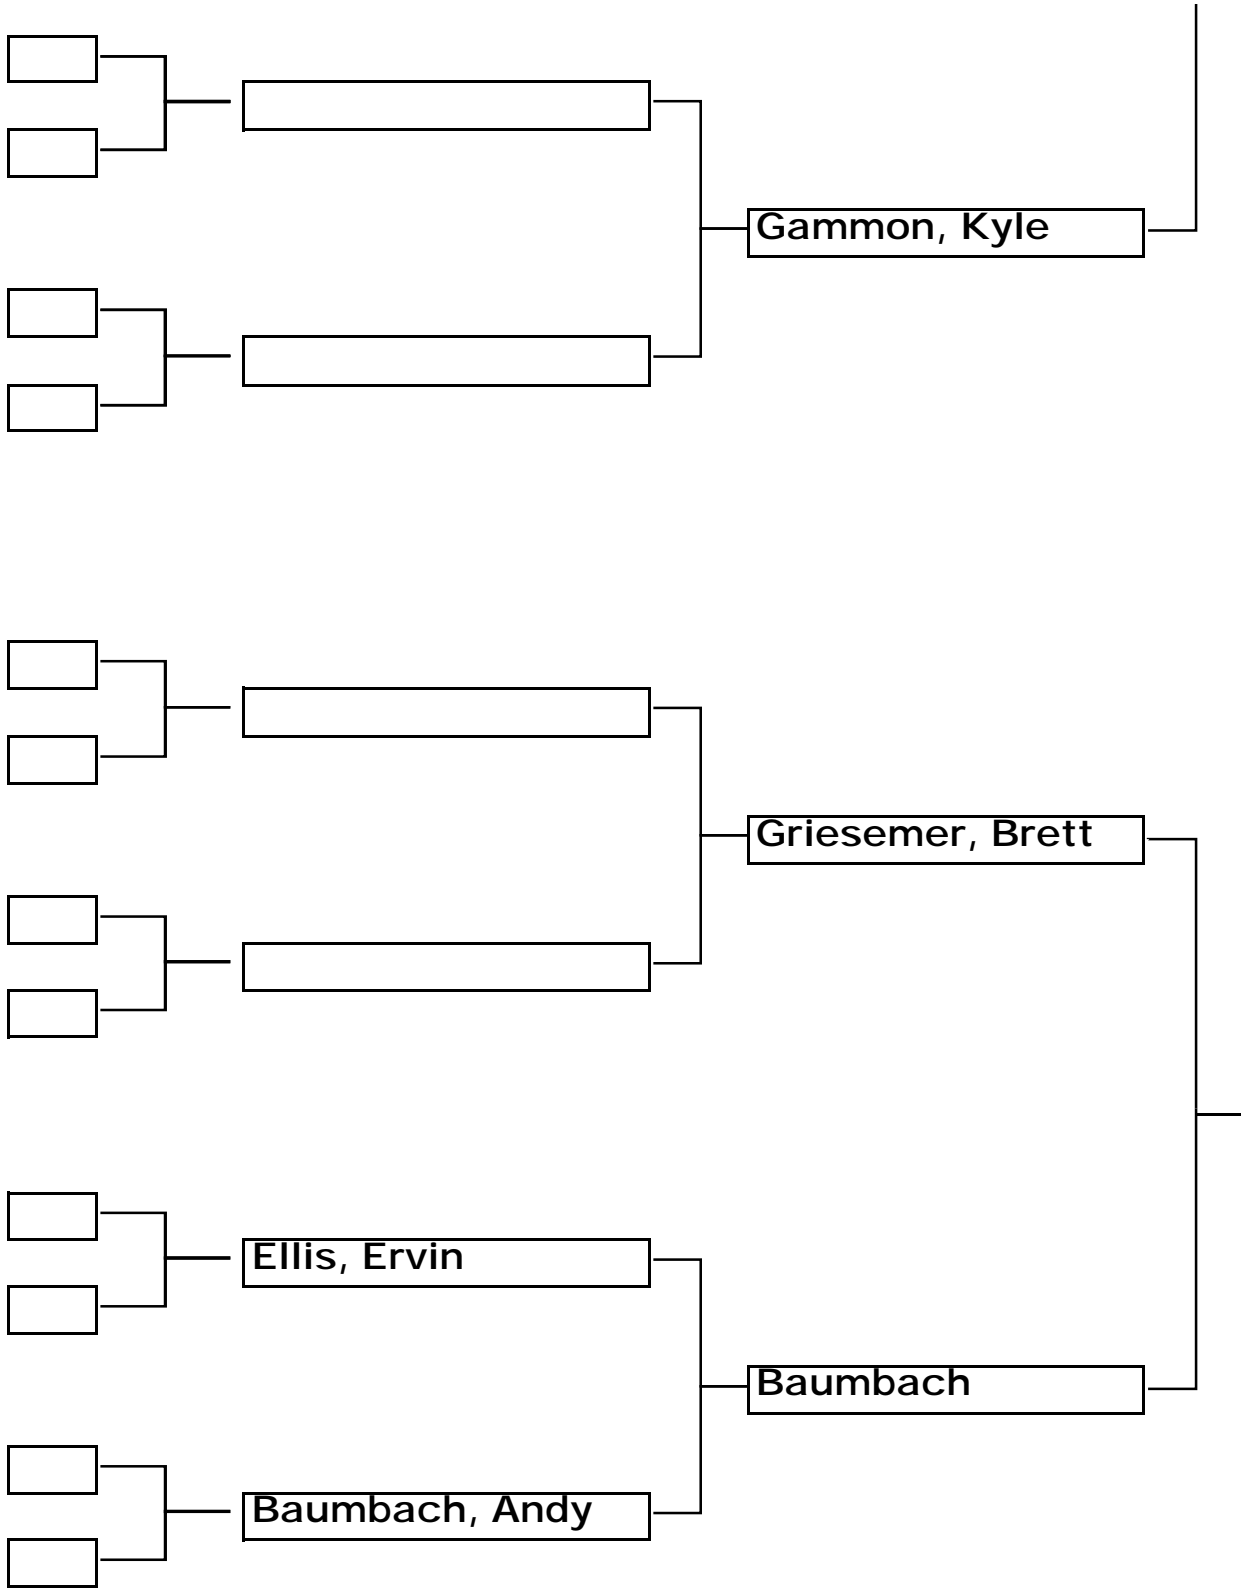 Gammon, Kyle
Griesemer, Brett
Ellis, Ervin
Baumbach
Baumbach, Andy